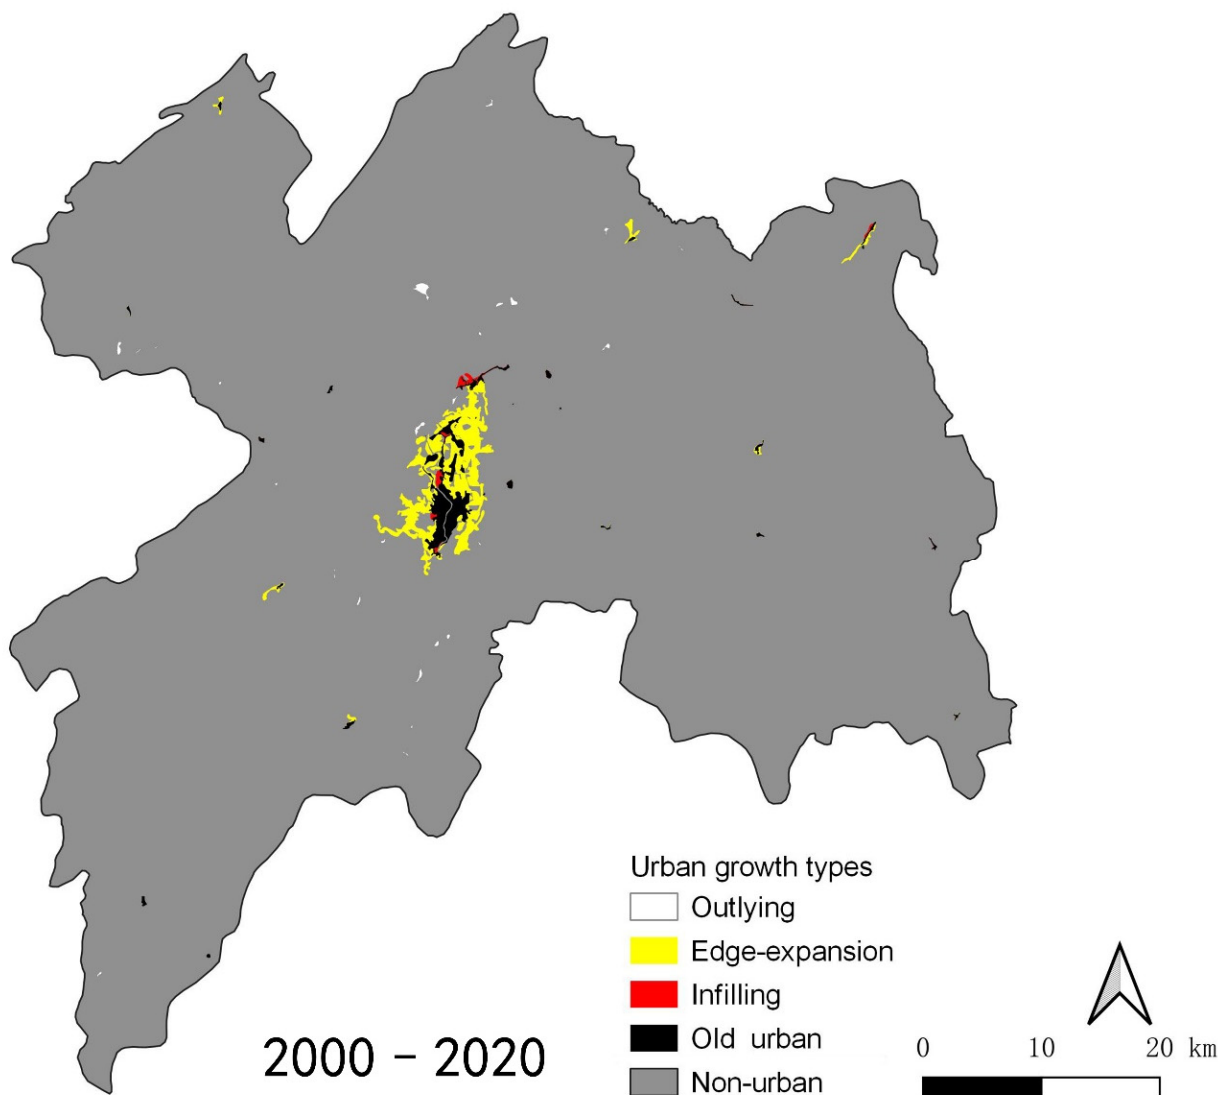 Urban growth types
Outlying
Edge-expansion
Infilling
Old urban
Non-urban
2000 – 2020
0 10 20 km